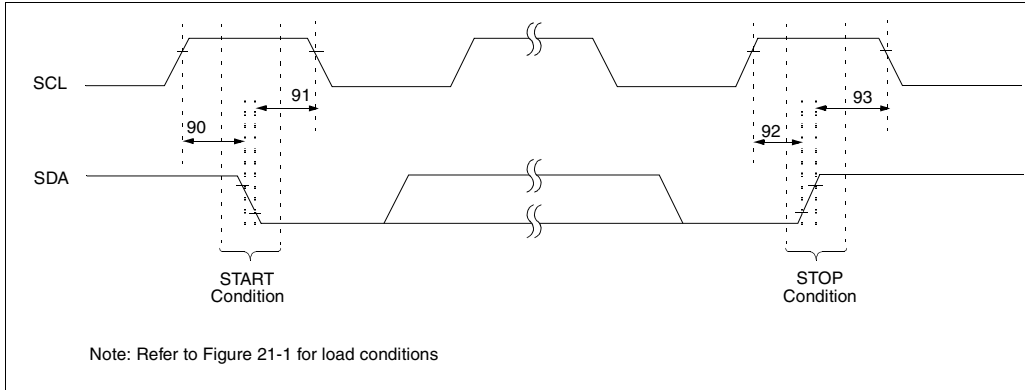 SCL
91
93
90
92
SDA
START
Condition
STOP
Condition
Note: Refer to Figure 21-1 for load conditions